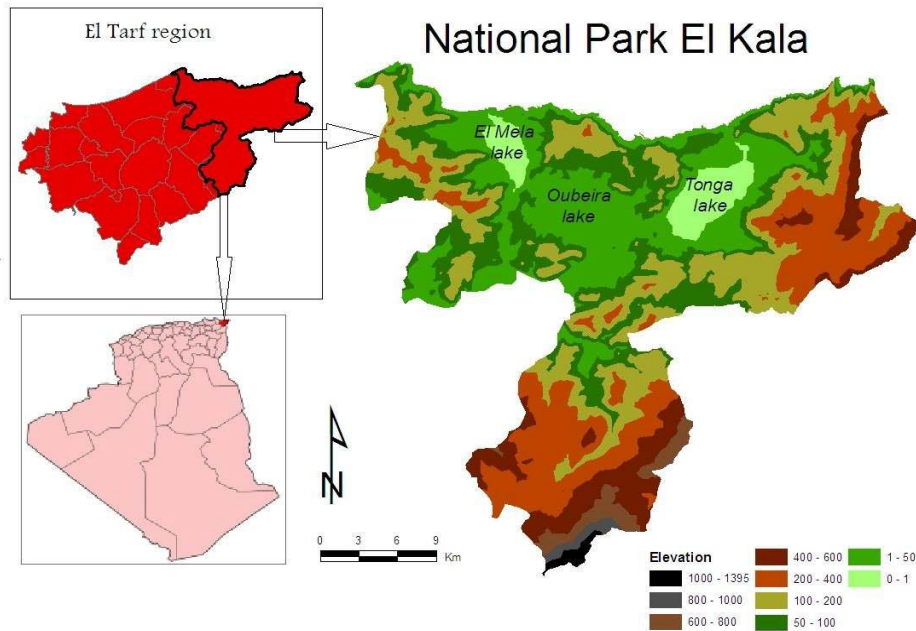 El Tarf region
National Park El Kala
El Mela
lake
Oubeira
lake
Tonga
lake
N
0 3 6 9
Km
Elevation
1000 - 1395
800 - 1000
600 - 800
400 - 600
200 - 400
100 - 200
50 - 100
1 - 50
0 - 1